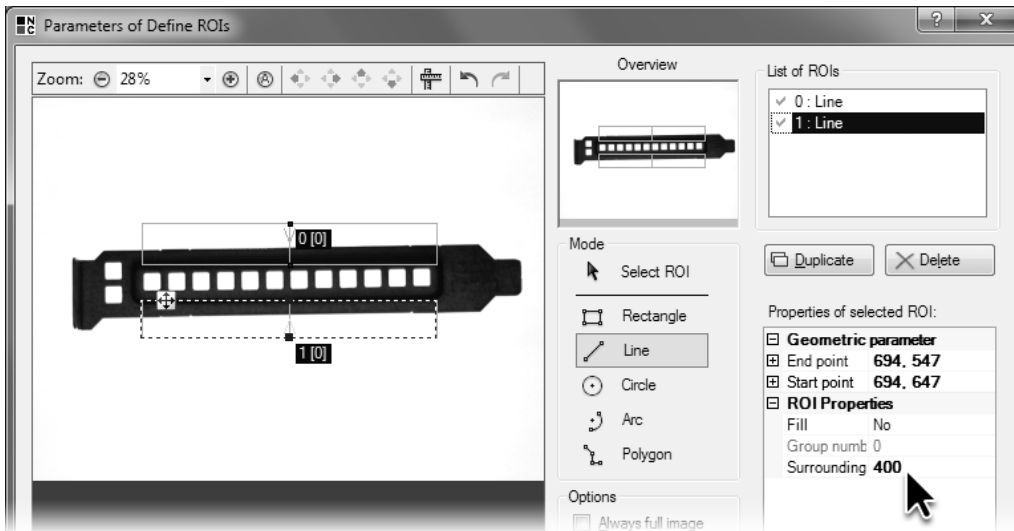 Parameters of Define ROIs
? X
Zoom: 28%
Overview
List of ROIs
0 : Line
1 : Line
0 [0]
1 [0]
Mode
Select ROI
Rectangle
Line
Circle
Arc
Polygon
Options
Always full image
Duplicate
Delete
Properties of selected ROI:
Geometric parameter
End point 694, 547
Start point 694, 647
ROI Properties
Fill No
Group numb 0
Surrounding 400